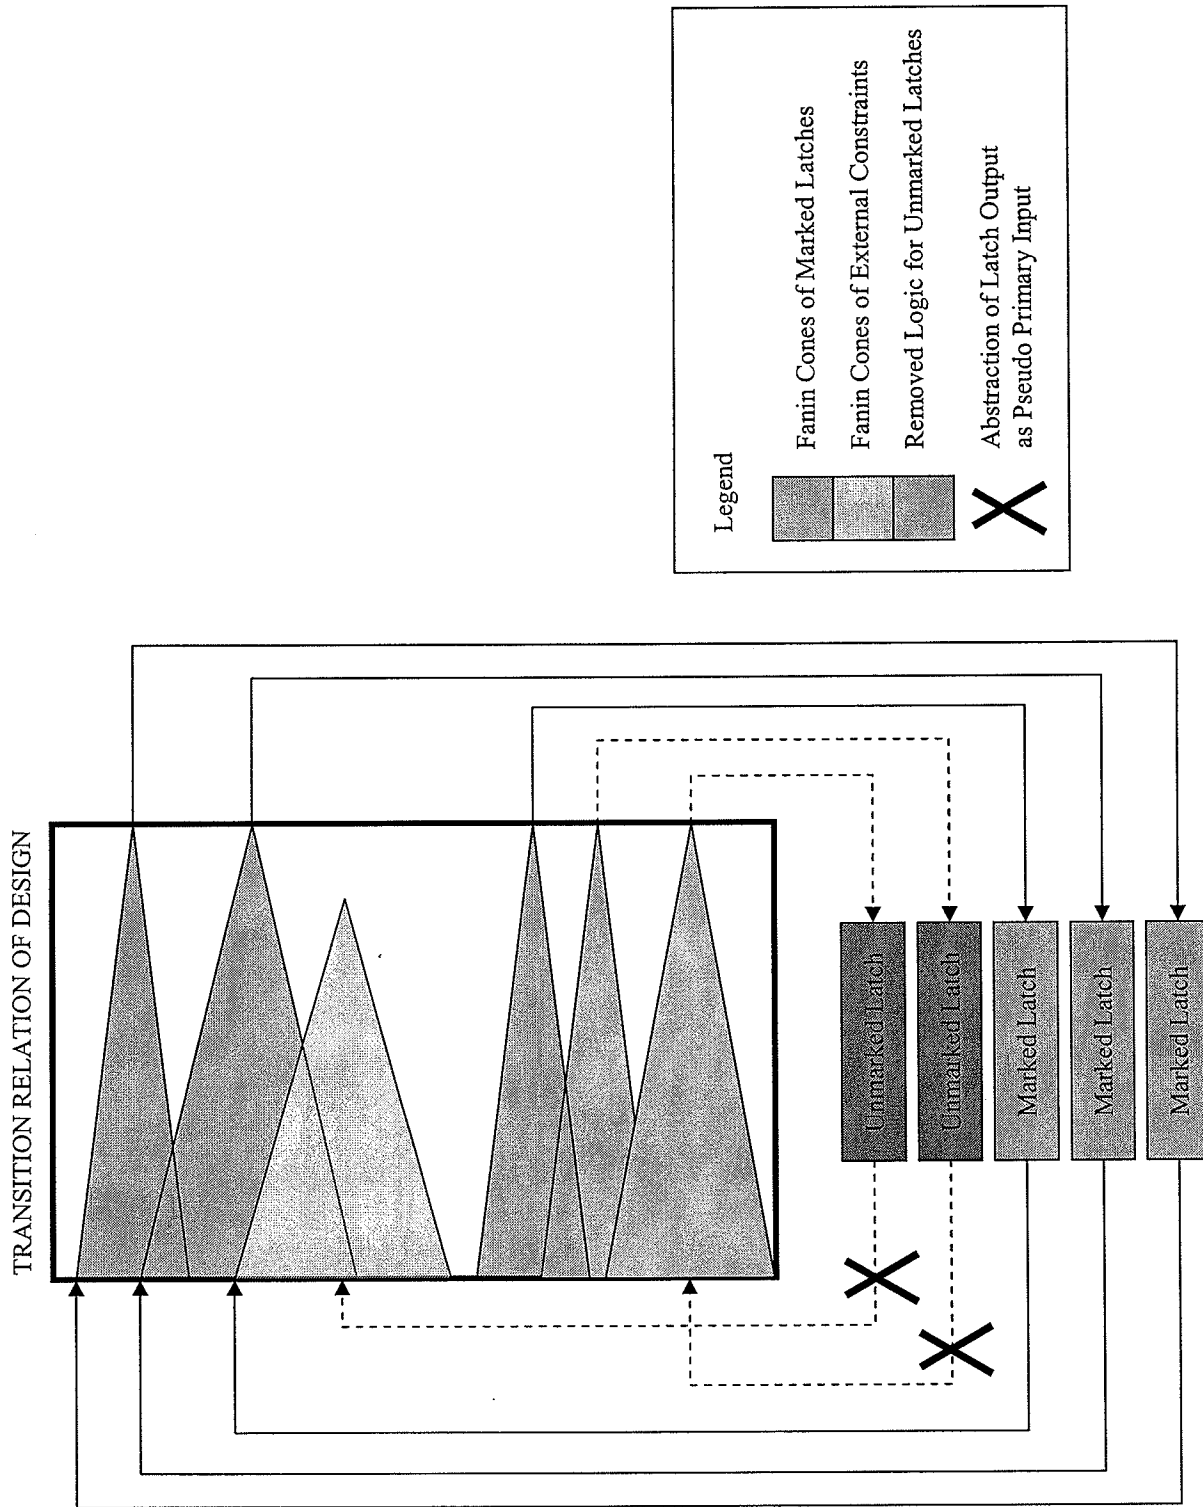 TRANSITION RELATION OF DESIGN
Unmarked Latch
Unmarked Latch
Marked Latch
Marked Latch
Marked Latch
Legend
Fanin Cones of Marked Latches
Fanin Cones of External Constraints
Removed Logic for Unmarked Latches
Abstraction of Latch Output
as Pseudo Primary Input